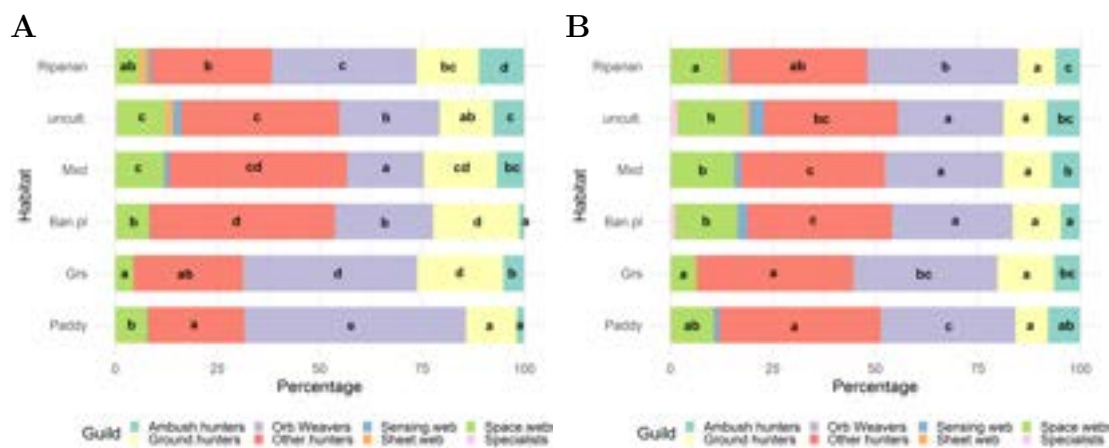 A
B
Habitat
Riparian
ab b c bc d
uncult.
c c b ab c
Mxd
c cd a cd bc
Ban pl
b d b d a
Grs
a ab d d b
Paddy
b a e a a
0 25 50 75 100
Percentage
Guild
Ambush.hunters Orb Weavers Sensing.web Space.webs
Ground.hunters Other.hunters Sheet.web Specialists
Habitat
Riparian
a ab b a c
uncult.
b bc a a bc
Mxd
b c a a b
Ban pl
b c a a a
Grs
a a bc a bc
Paddy
ab a c a ab
0 25 50 75 100
Percentage
Guild
Ambush.hunters Orb Weavers Sensing.web Space.webs
Ground.hunters Other.hunters Sheet.web Specialists